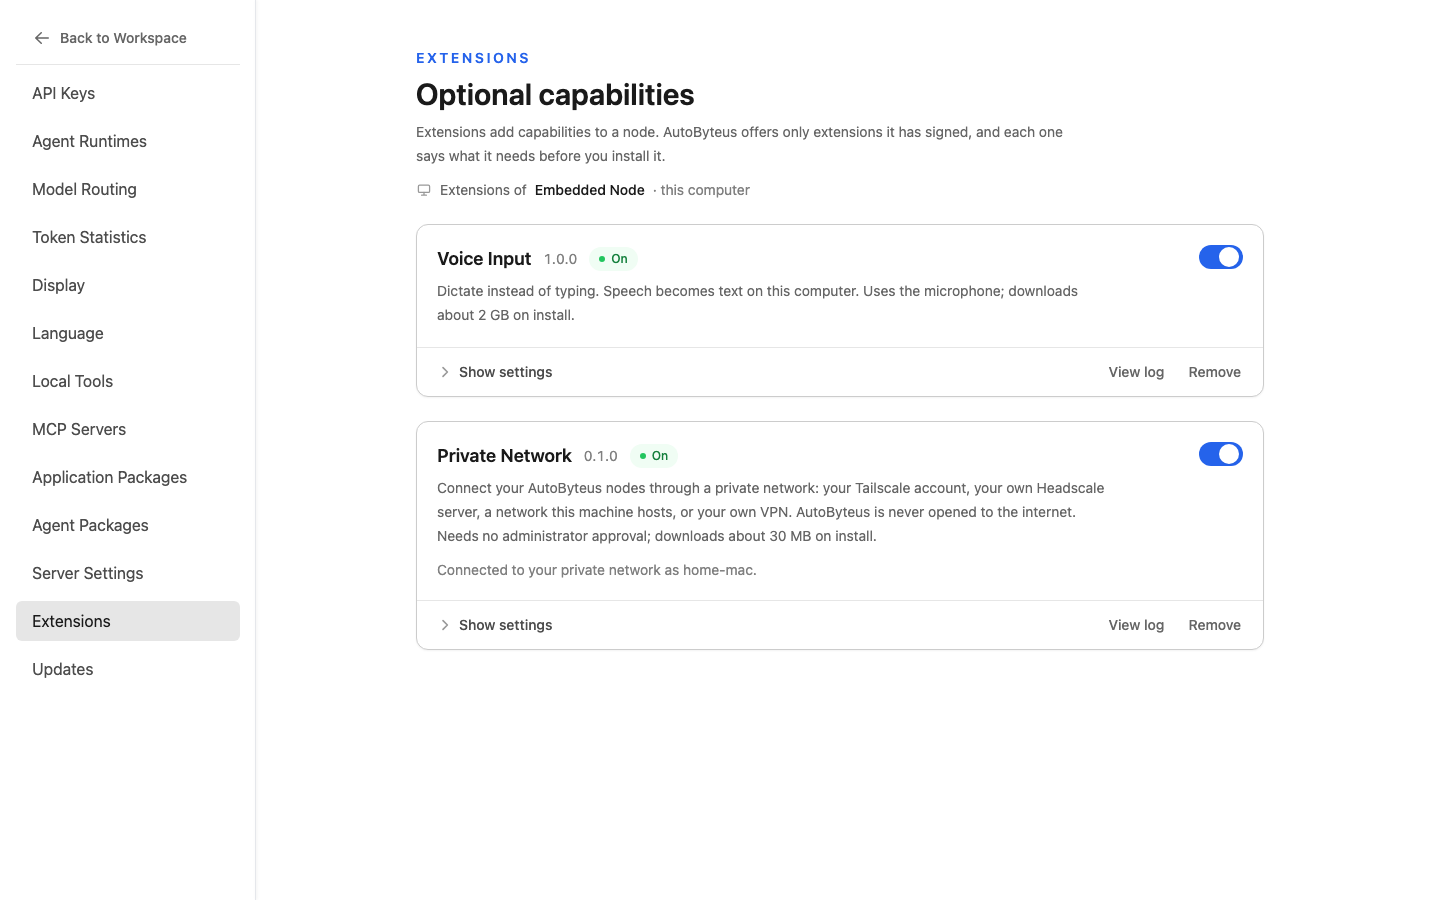 Back to Workspace
API Keys
Agent Runtimes
Model Routing
Token Statistics
Display
Language
Local Tools
MCP Servers
Application Packages
Agent Packages
Server Settings
Extensions
Updates
EXTENSIONS
Optional capabilities
Extensions add capabilities to a node. AutoByteus offers only extensions it has signed, and each one
says what it needs before you install it.
Extensions of Embedded Node · this computer
Voice Input 1.0.0 On
Dictate instead of typing. Speech becomes text on this computer. Uses the microphone; downloads
about 2 GB on install.
Show settings View log Remove
Private Network 0.1.0 On
Connect your AutoByteus nodes through a private network: your Tailscale account, your own Headscale
server, a network this machine hosts, or your own VPN. AutoByteus is never opened to the internet.
Needs no administrator approval; downloads about 30 MB on install.
Connected to your private network as home-mac.
Show settings View log Remove